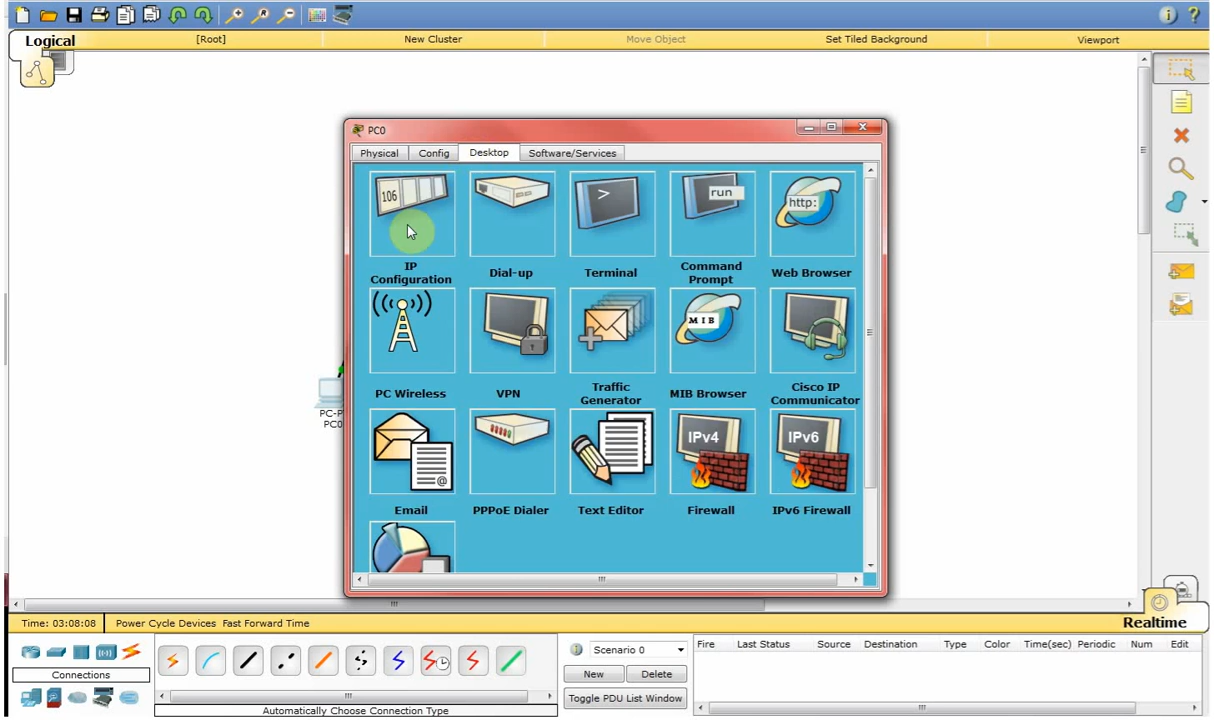 Logical
[Root]
New Cluster
Move Object
Set Tiled Background
Viewport
PC0
Physical
Config
Desktop
Software/Services
106
>
run
http:
IP
Configuration
Dial-up
Terminal
Command
Prompt
Web Browser
MIB
PC Wireless
VPN
Traffic
Generator
MIB Browser
Cisco IP
Communicator
PC-P
PC0
@
IPv4
IPv6
Email
PPPoE Dialer
Text Editor
Firewall
IPv6 Firewall
Time: 03:08:08
Power Cycle Devices Fast Forward Time
Realtime
Connections
Automatically Choose Connection Type
Scenario 0
New
Delete
Toggle PDU List Window
Fire Last Status Source Destination Type Color Time(sec) Periodic Num Edit